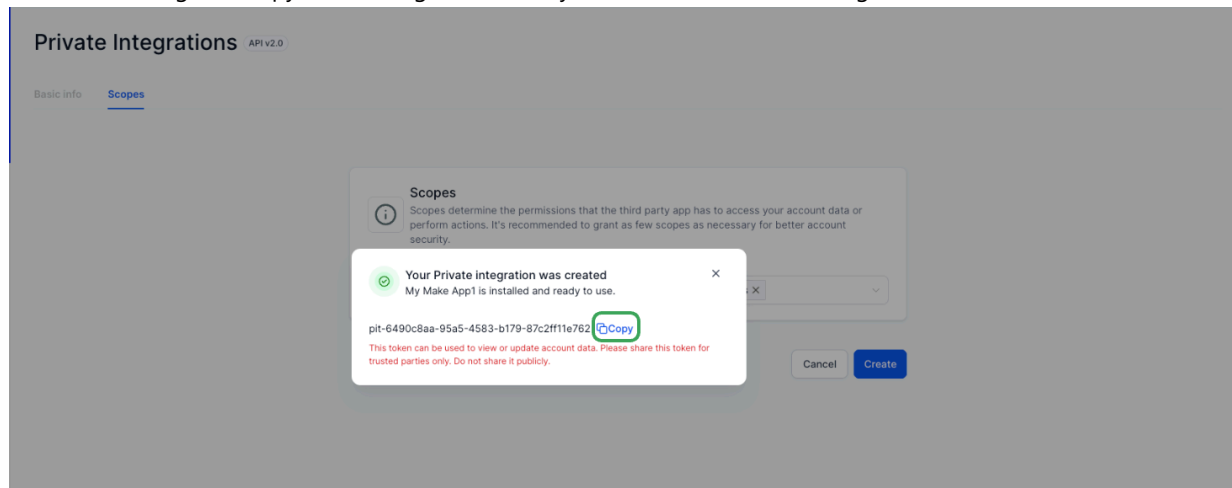 Private Integrations API v2.0
Basic info Scopes
Scopes
Scopes determine the permissions that the third party app has to access your account data or
perform actions. It's recommended to grant as few scopes as necessary for better account
security.
Your Private integration was created
My Make App1 is installed and ready to use.
pit-6490c8aa-95a5-4583-b179-87c2ff11e762 Copy
This token can be used to view or update account data. Please share this token for
trusted parties only. Do not share it publicly.
Cancel Create